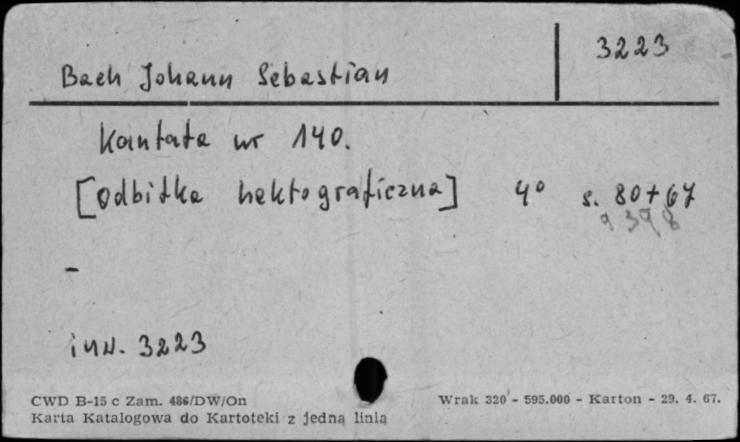 3223
Bach Johann Sebastian
Kantata nr 140.
[Odbitka hektograficzna] 4° s. 80+67
9398
-
inw. 3223
CWD B-15 c Zam. 486/DW/On
Wrak 320 - 595.000 - Karton - 29. 4. 67.
Karta Katalogowa do Kartoteki z jedną linią